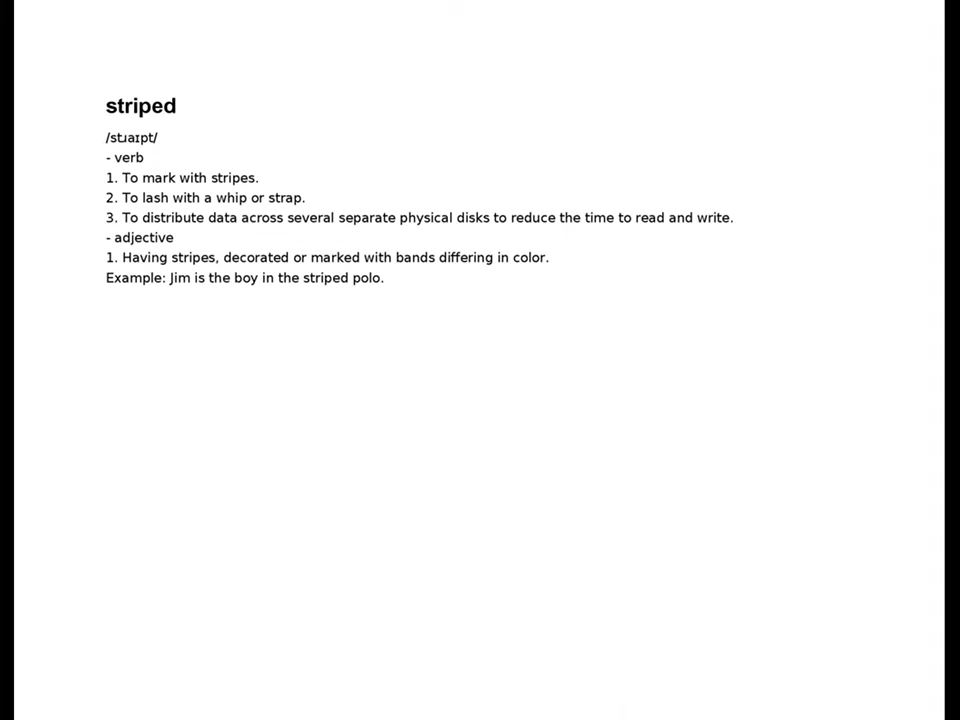 striped
/stɹaɪpt/
- verb
1. To mark with stripes.
2. To lash with a whip or strap.
3. To distribute data across several separate physical disks to reduce the time to read and write.
- adjective
1. Having stripes, decorated or marked with bands differing in color.
Example: Jim is the boy in the striped polo.